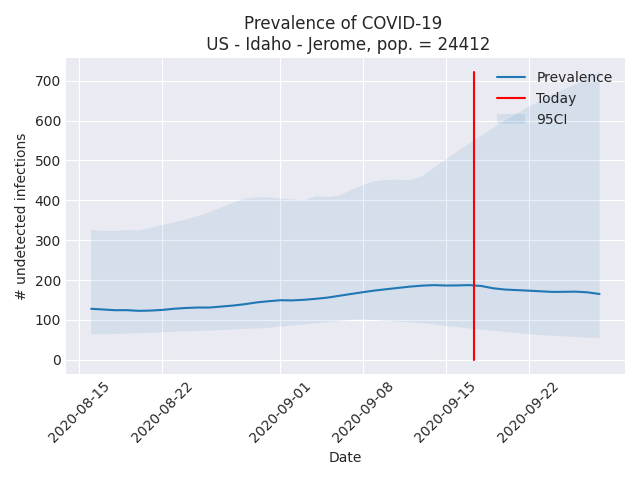 Prevalence of COVID-19
US - Idaho - Jerome, pop. = 24412
700
600
500
400
300
200
100
0
# undetected infections
Prevalence
Today
95CI
2020-08-15
2020-08-22
2020-09-01
2020-09-08
2020-09-15
2020-09-22
Date